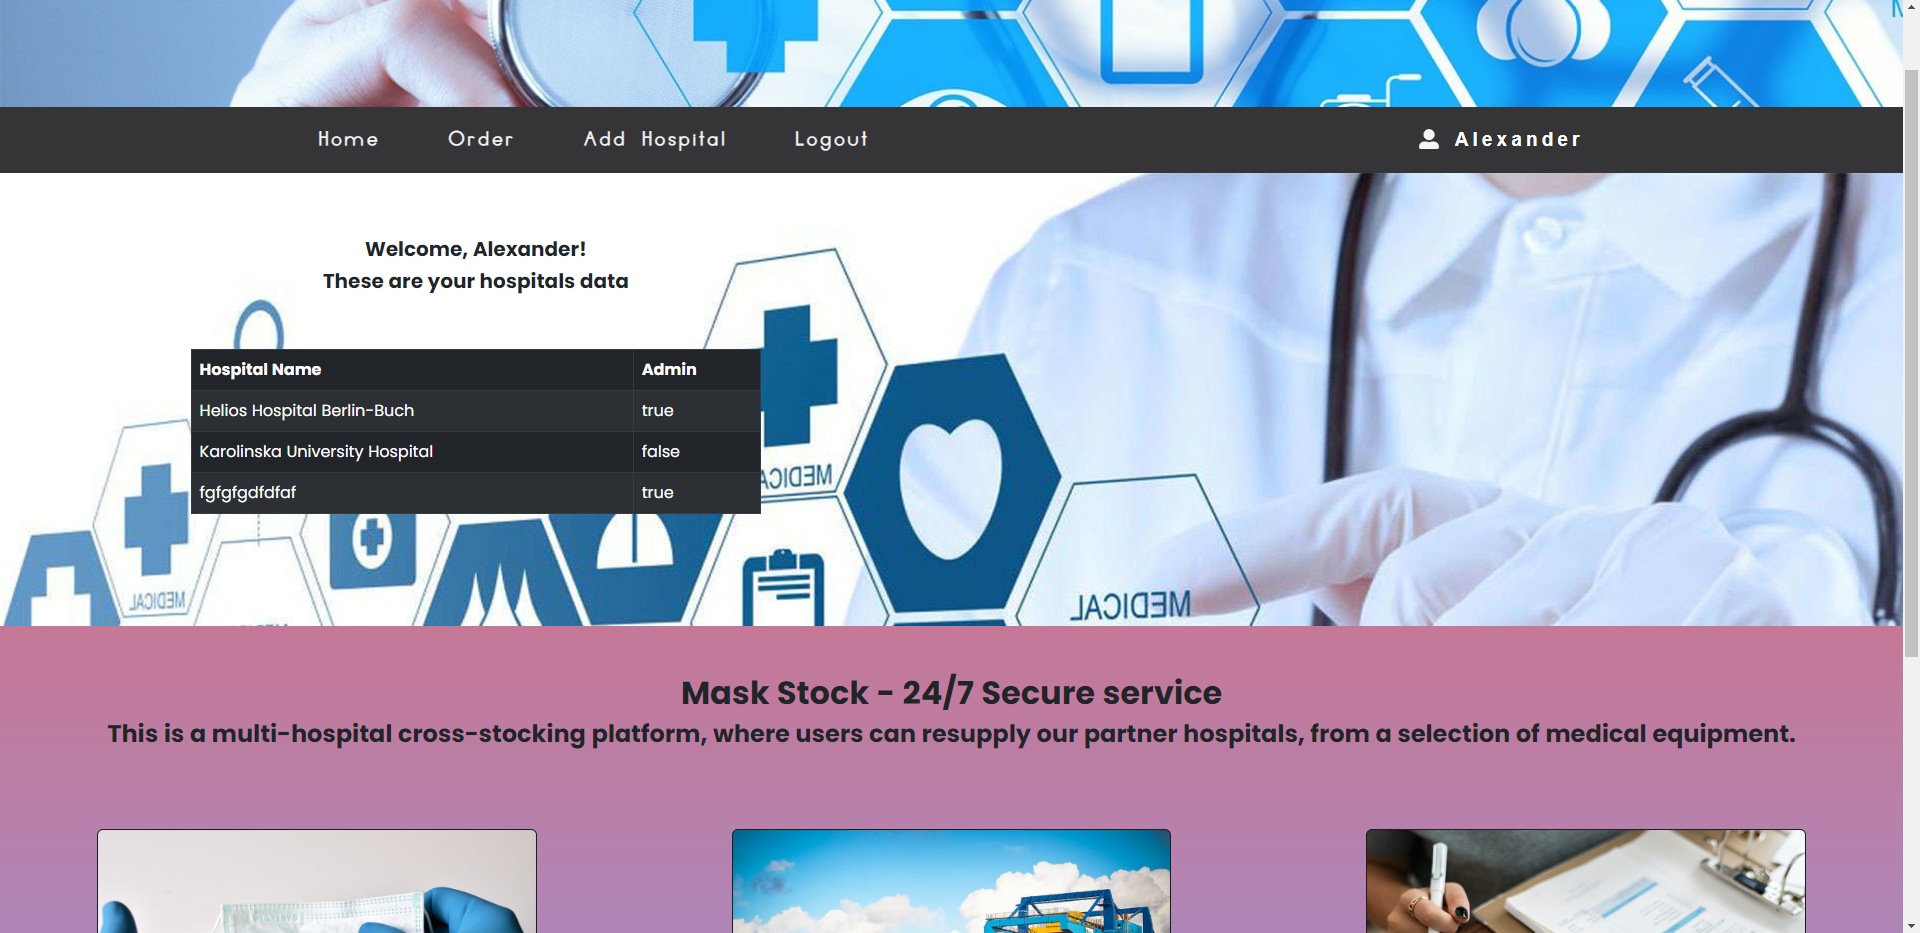 Home Order Add Hospital Logout Alexander
Welcome, Alexander!
These are your hospitals data
Hospital Name Admin
Helios Hospital Berlin-Buch true
Karolinska University Hospital false
fgfgfgdfdfaf true
MEDICAL
MEDICAL
MEDICAL
Mask Stock - 24/7 Secure service
This is a multi-hospital cross-stocking platform, where users can resupply our partner hospitals, from a selection of medical equipment.